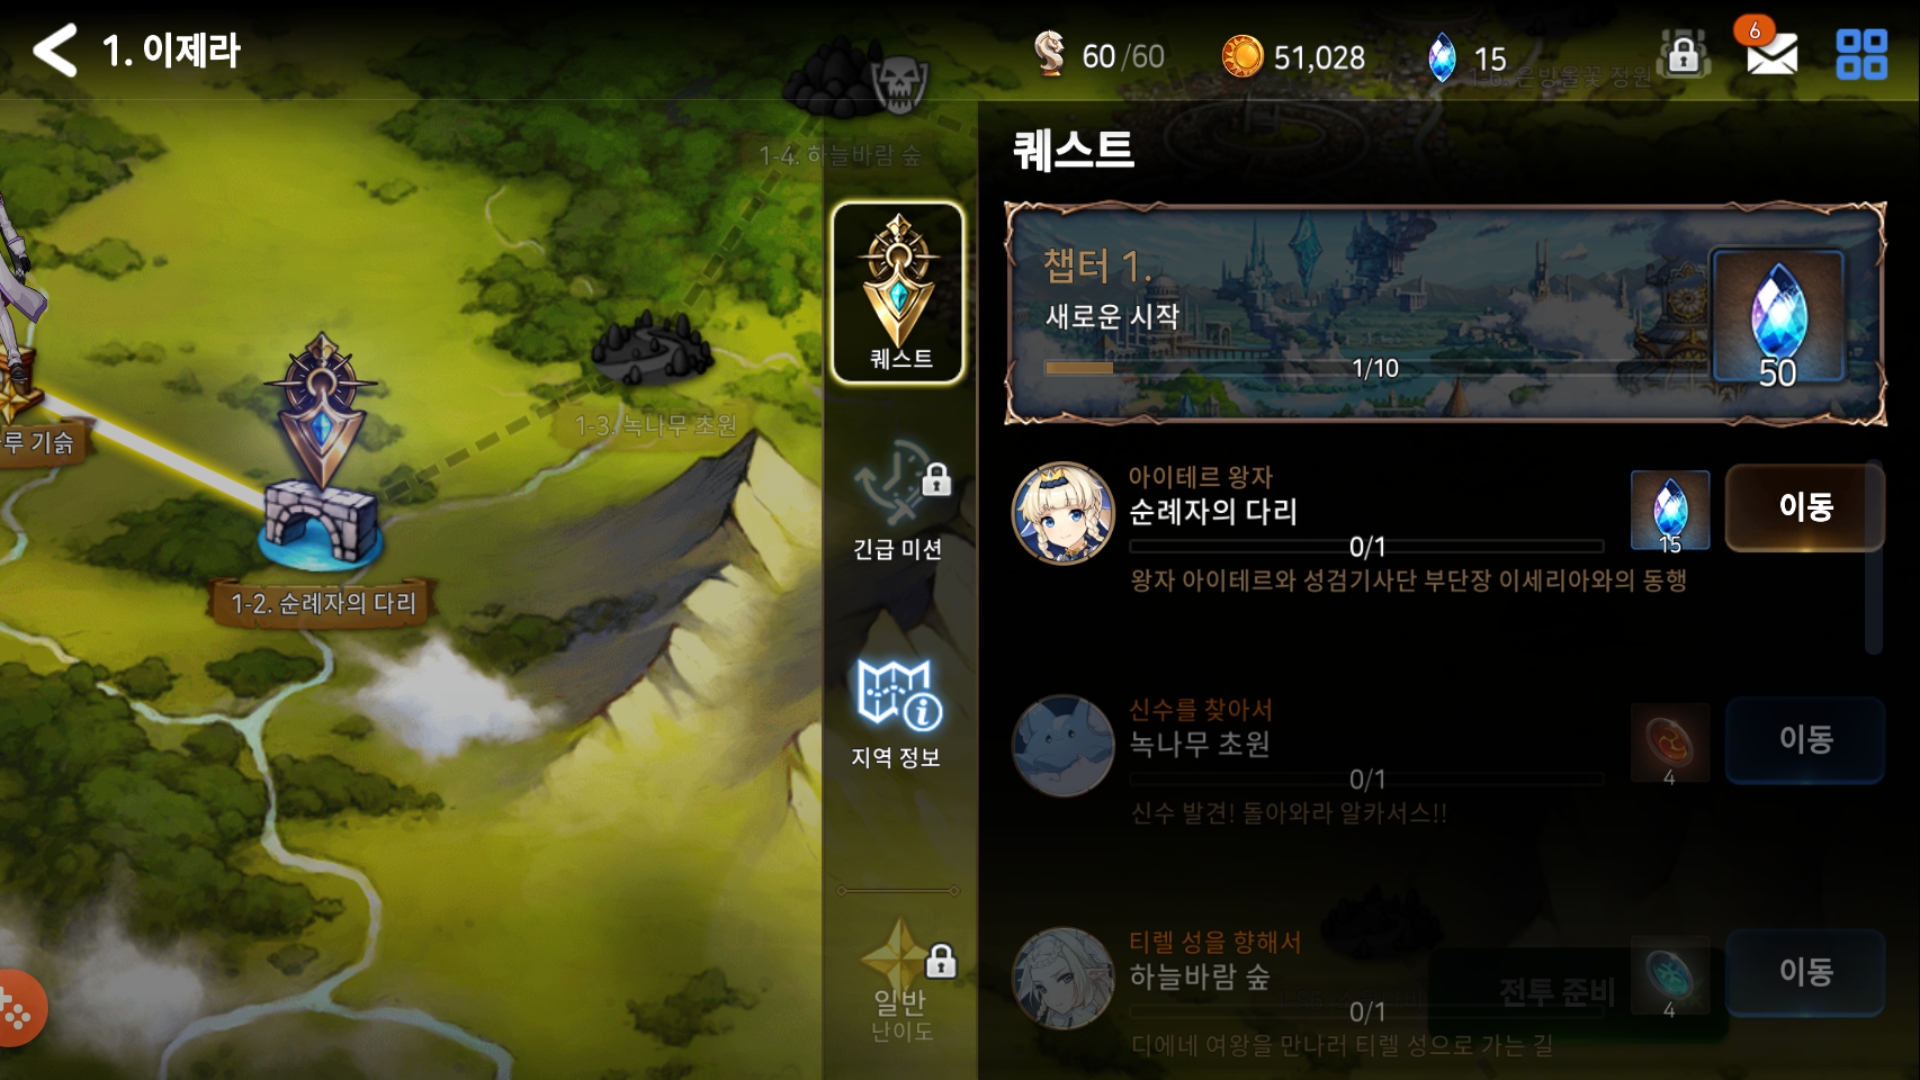 1. 이제라
60/60
51,028
15
6
1-6. 은방울꽃 정원
1-4. 하늘바람 숲
루 기슭
1-2. 순례자의 다리
1-3. 녹나무 초원
퀘스트
긴급 미션
지역 정보
일반
난이도
퀘스트
챕터 1.
새로운 시작
1/10
50
아이테르 왕자
순례자의 다리
0/1
왕자 아이테르와 성검기사단 부단장 이세리아와의 동행
15
이동
신수를 찾아서
녹나무 초원
0/1
신수 발견! 돌아와라 알카서스!!
4
이동
티렐 성을 향해서
하늘바람 숲
0/1
디에네 여왕을 만나러 티렐 성으로 가는 길
전투 준비
4
이동